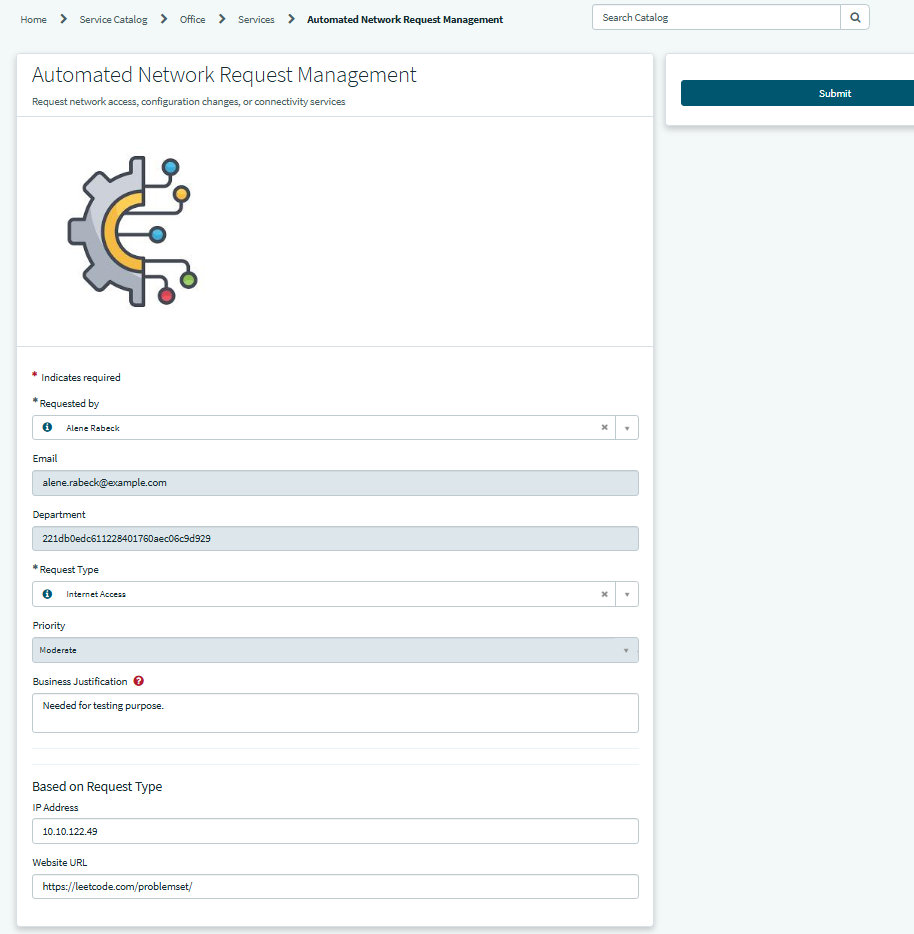 Home Service Catalog Office Services Automated Network Request Management
Search Catalog
Automated Network Request Management
Request network access, configuration changes, or connectivity services
Submit
* Indicates required
*Requested by
Alene Rabeck
Email
alene.rabeck@example.com
Department
221db0edc611228401760aec06c9d929
*Request Type
Internet Access
Priority
Moderate
Business Justification
Needed for testing purpose.
Based on Request Type
IP Address
10.10.122.49
Website URL
https://leetcode.com/problemset/